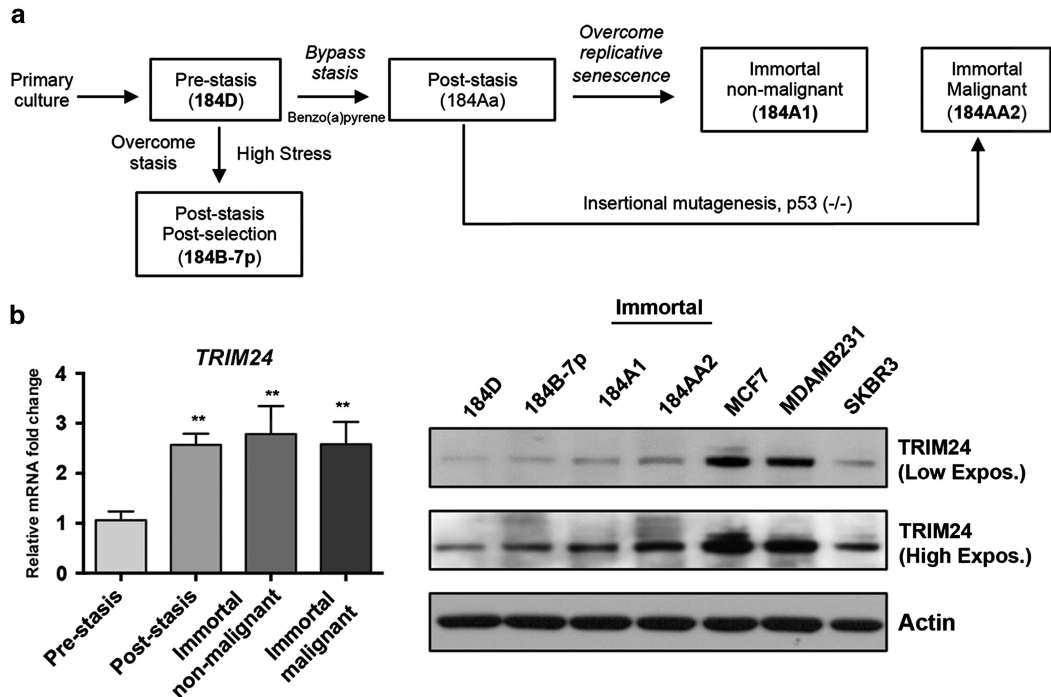 a
Primary
culture
Pre-stasis
(184D)
Bypass
stasis
Benzo(a)pyrene
Post-stasis
(184Aa)
Overcome
replicative
senescence
Immortal
non-malignant
(184A1)
Immortal
Malignant
(184AA2)
Overcome
stasis
High Stress
Post-stasis
Post-selection
(184B-7p)
Insertional mutagenesis, p53 (-/-)
b
TRIM24
Relative mRNA fold change
4
3
2
1
0
**
**
**
Pre-stasis
Post-stasis
Immortal
non-malignant
Immortal
malignant
Immortal
184D
184B-7p
184A1
184AA2
MCF7
MDAMB231
SKBR3
TRIM24
(Low Expos.)
TRIM24
(High Expos.)
Actin